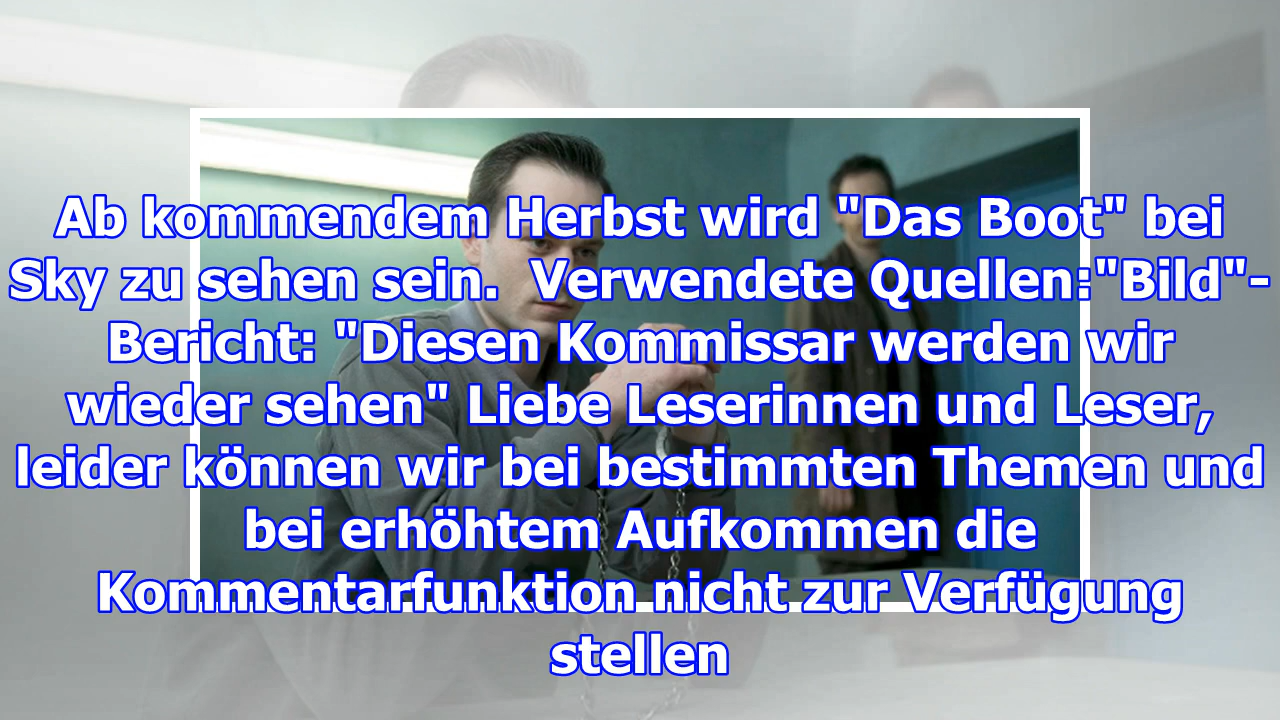 Ab kommendem Herbst wird "Das Boot" bei
Sky zu sehen sein.  Verwendete Quellen:"Bild"-
Bericht: "Diesen Kommissar werden wir
wieder sehen" Liebe Leserinnen und Leser,
leider können wir bei bestimmten Themen und
bei erhöhtem Aufkommen die
Kommentarfunktion nicht zur Verfügung
stellen